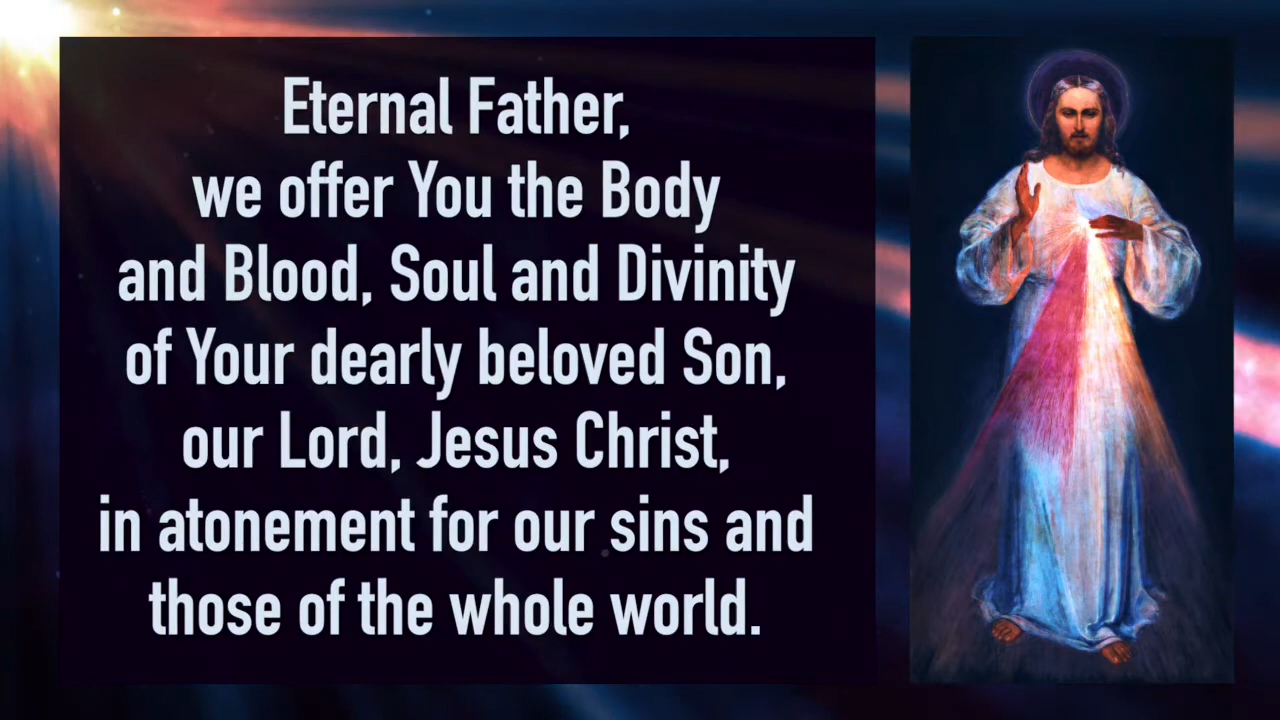 Eternal Father,
we offer You the Body
and Blood, Soul and Divinity
of Your dearly beloved Son,
our Lord, Jesus Christ,
in atonement for our sins and
those of the whole world.